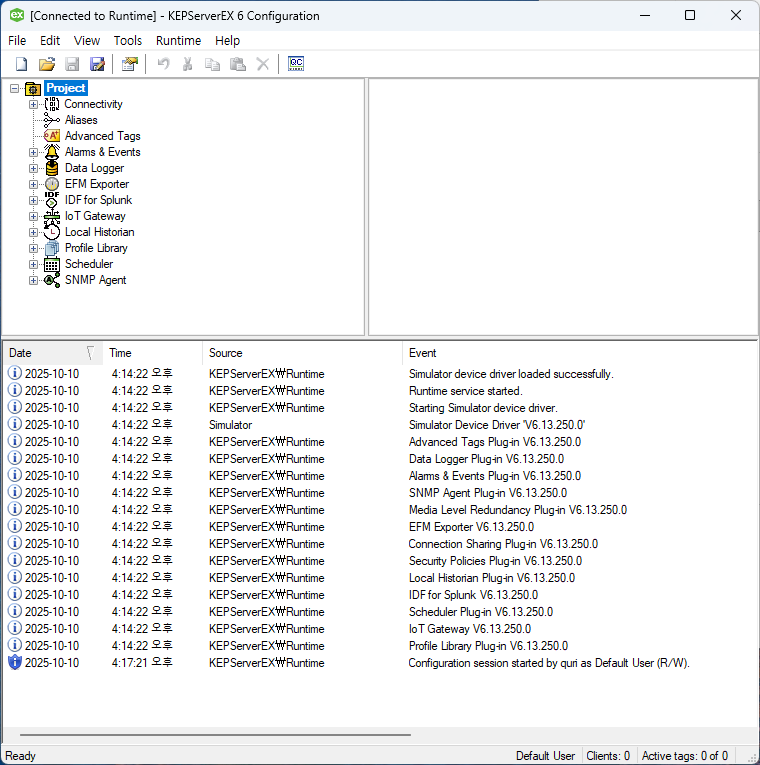 [Connected to Runtime] - KEPServerEX 6 Configuration
File Edit View Tools Runtime Help
Project
Connectivity
Aliases
Advanced Tags
Alarms & Events
Data Logger
EFM Exporter
IDF for Splunk
IoT Gateway
Local Historian
Profile Library
Scheduler
SNMP Agent
Date Time Source Event
2025-10-10 4:14:22 오후 KEPServerEX₩Runtime Simulator device driver loaded successfully.
2025-10-10 4:14:22 오후 KEPServerEX₩Runtime Runtime service started.
2025-10-10 4:14:22 오후 KEPServerEX₩Runtime Starting Simulator device driver.
2025-10-10 4:14:22 오후 Simulator Simulator Device Driver 'V6.13.250.0'
2025-10-10 4:14:22 오후 KEPServerEX₩Runtime Advanced Tags Plug-in V6.13.250.0
2025-10-10 4:14:22 오후 KEPServerEX₩Runtime Data Logger Plug-in V6.13.250.0
2025-10-10 4:14:22 오후 KEPServerEX₩Runtime Alarms & Events Plug-in V6.13.250.0
2025-10-10 4:14:22 오후 KEPServerEX₩Runtime SNMP Agent Plug-in V6.13.250.0
2025-10-10 4:14:22 오후 KEPServerEX₩Runtime Media Level Redundancy Plug-in V6.13.250.0
2025-10-10 4:14:22 오후 KEPServerEX₩Runtime EFM Exporter V6.13.250.0
2025-10-10 4:14:22 오후 KEPServerEX₩Runtime Connection Sharing Plug-in V6.13.250.0
2025-10-10 4:14:22 오후 KEPServerEX₩Runtime Security Policies Plug-in V6.13.250.0
2025-10-10 4:14:22 오후 KEPServerEX₩Runtime Local Historian Plug-in V6.13.250.0
2025-10-10 4:14:22 오후 KEPServerEX₩Runtime IDF for Splunk V6.13.250.0
2025-10-10 4:14:22 오후 KEPServerEX₩Runtime Scheduler Plug-in V6.13.250.0
2025-10-10 4:14:22 오후 KEPServerEX₩Runtime IoT Gateway V6.13.250.0
2025-10-10 4:14:22 오후 KEPServerEX₩Runtime Profile Library Plug-in V6.13.250.0
2025-10-10 4:17:21 오후 KEPServerEX₩Runtime Configuration session started by quri as Default User (R/W).
Ready Default User Clients: 0 Active tags: 0 of 0